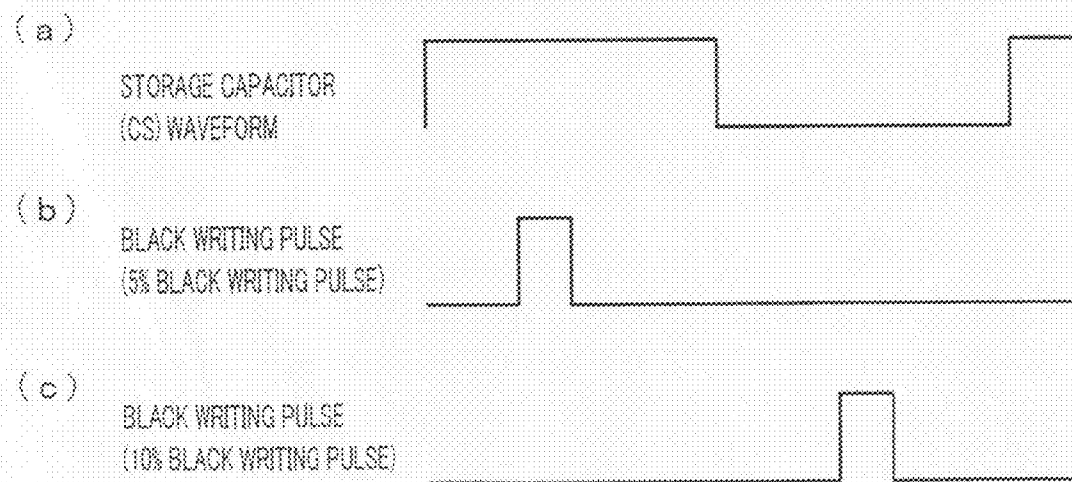 (a)
STORAGE CAPACITOR
(CS) WAVEFORM
(b)
BLACK WRITING PULSE
(5% BLACK WRITING PULSE)
(c)
BLACK WRITING PULSE
(10% BLACK WRITING PULSE)